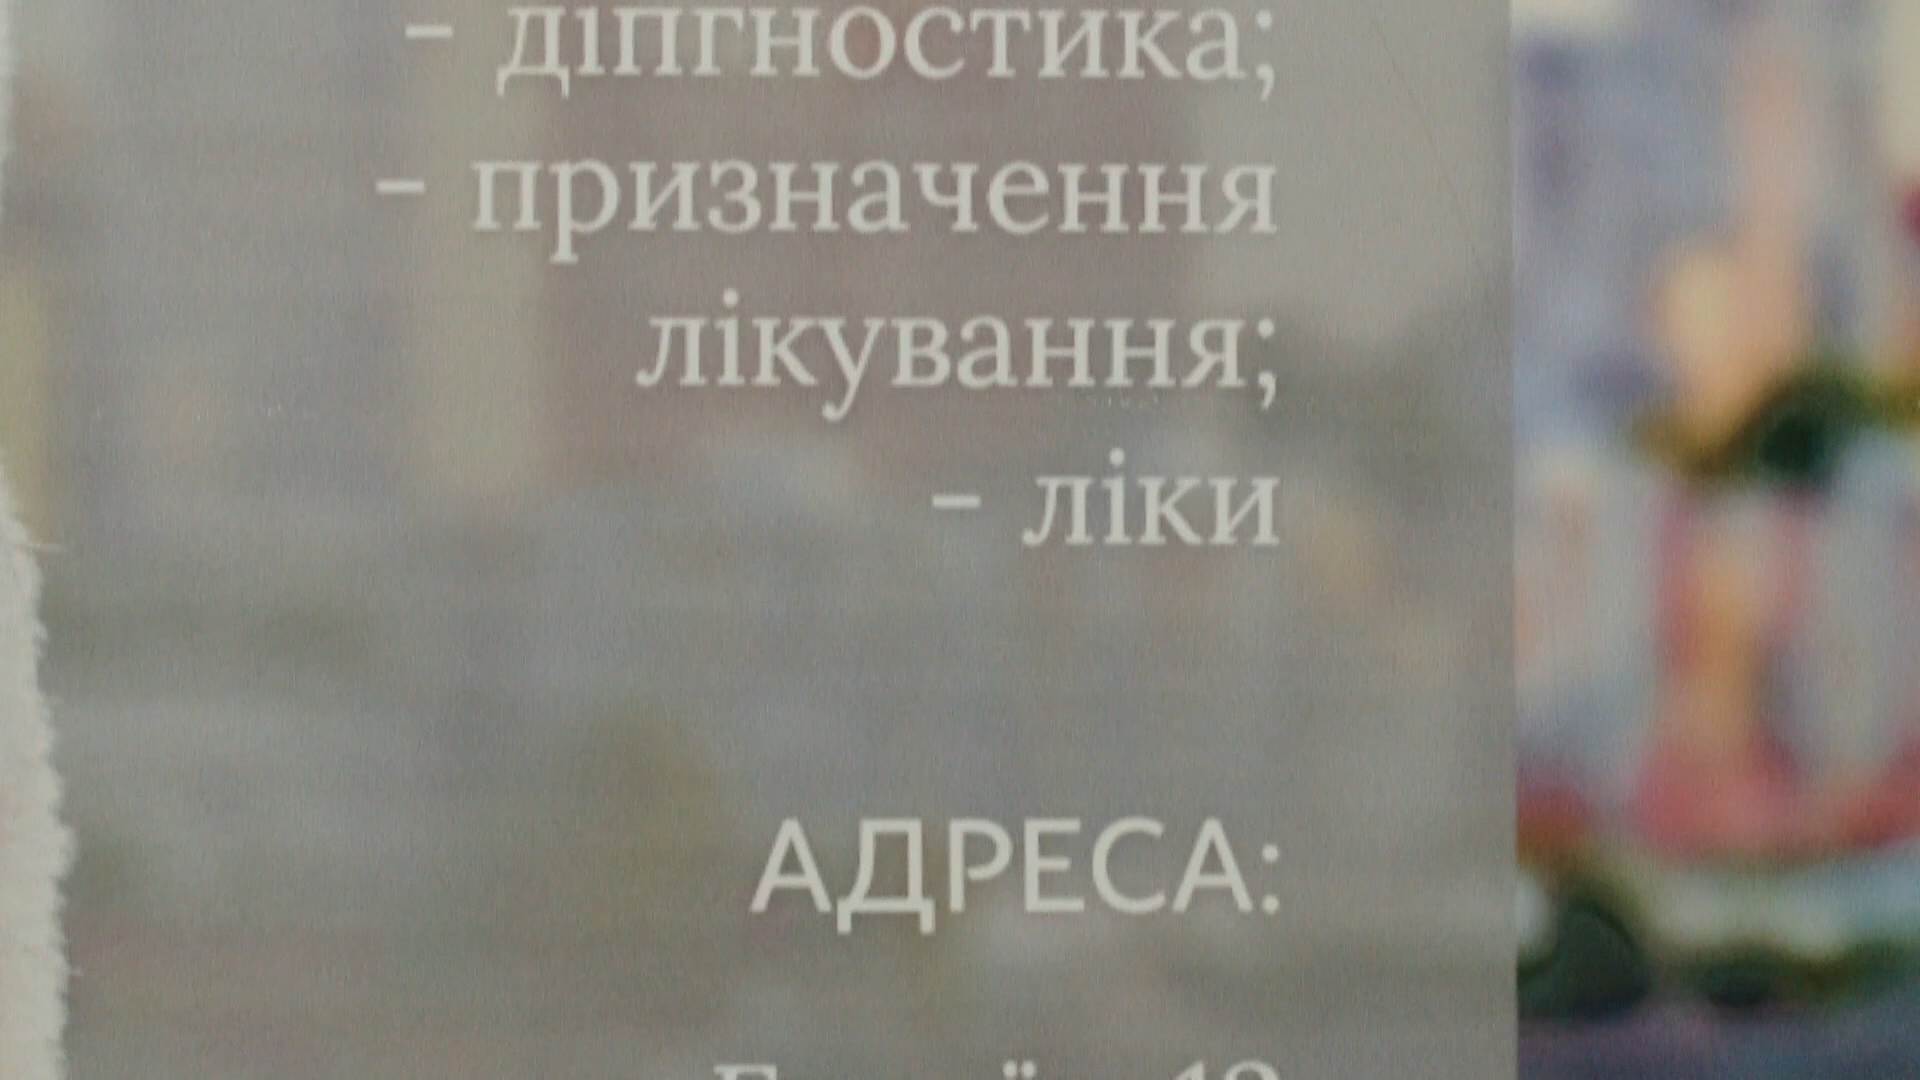 - діпгностика;
- призначення
лікування;
- ліки
АДРЕСА: